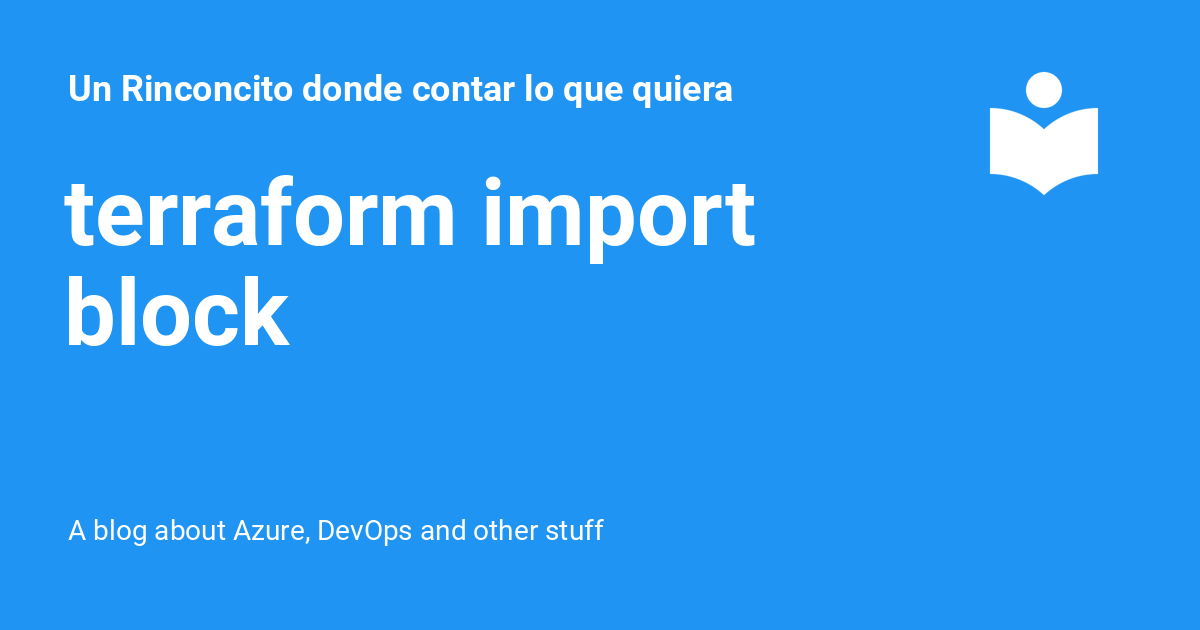 Un Rinconcito donde contar lo que quiera
terraform import
block
A blog about Azure, DevOps and other stuff